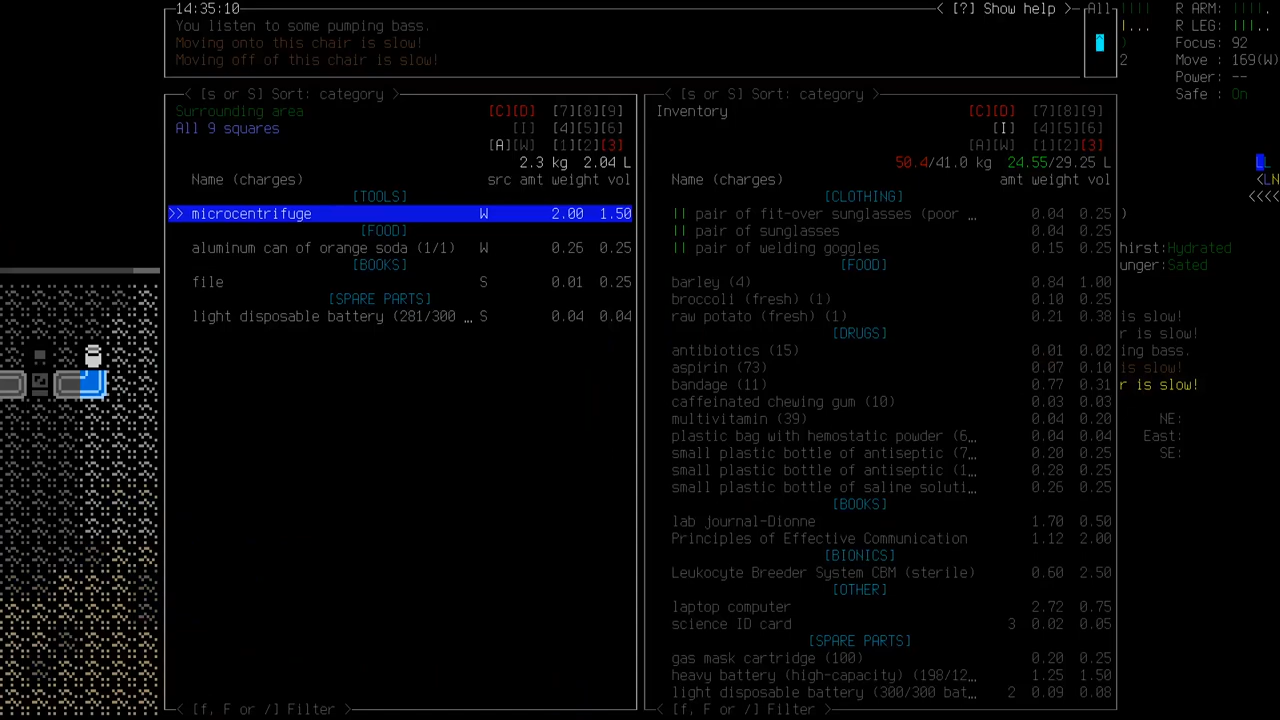 14:35:10 < [?] Show help > All R ARM:
You listen to some pumping bass. R LEG:
Moving onto this chair is slow! Focus: 92
Moving off of this chair is slow! 2 Move : 169(W)
Power: --
Safe : On
< [s or S] Sort: category > < [s or S] Sort: category >
Surrounding area [C][D] [7][8][9] Inventory [C][D] [7][8][9]
All 9 squares [I] [4][5][6] [I] [4][5][6]
[A][W] [1][2][3] [A][W] [1][2][3]
2.3 kg 2.04 L 50.4/41.0 kg 24.55/29.25 L
Name (charges) src amt weight vol Name (charges) amt weight vol
[TOOLS] [CLOTHING]
>> microcentrifuge W 2.00 1.50 || pair of fit-over sunglasses (poor … 0.04 0.25
[FOOD] || pair of sunglasses 0.04 0.25
aluminum can of orange soda (1/1) W 0.26 0.25 || pair of welding goggles 0.15 0.25 hirst:Hydrated
[BOOKS] [FOOD] unger:Sated
file S 0.01 0.25 barley (4) 0.84 1.00
[SPARE PARTS] broccoli (fresh) (1) 0.10 0.25
light disposable battery (281/300 … S 0.04 0.04 raw potato (fresh) (1) 0.21 0.38 is slow!
[DRUGS] r is slow!
antibiotics (15) 0.01 0.02 ing bass.
aspirin (73) 0.07 0.10 is slow!
bandage (11) 0.77 0.31 r is slow!
caffeinated chewing gum (10) 0.03 0.03
multivitamin (39) 0.04 0.20 NE:
plastic bag with hemostatic powder (6… 0.04 0.04 East:
small plastic bottle of antiseptic (7… 0.20 0.25 SE:
small plastic bottle of antiseptic (1… 0.28 0.25
small plastic bottle of saline soluti… 0.26 0.25
[BOOKS]
lab journal-Dionne 1.70 0.50
Principles of Effective Communication 1.12 2.00
[BIONICS]
Leukocyte Breeder System CBM (sterile) 0.60 2.50
[OTHER]
laptop computer 2.72 0.75
science ID card 3 0.02 0.05
[SPARE PARTS]
gas mask cartridge (100) 0.20 0.25
heavy battery (high-capacity) (198/12… 1.25 1.50
light disposable battery (300/300 bat… 2 0.09 0.08
< [f, F or /] Filter > < [f, F or /] Filter >